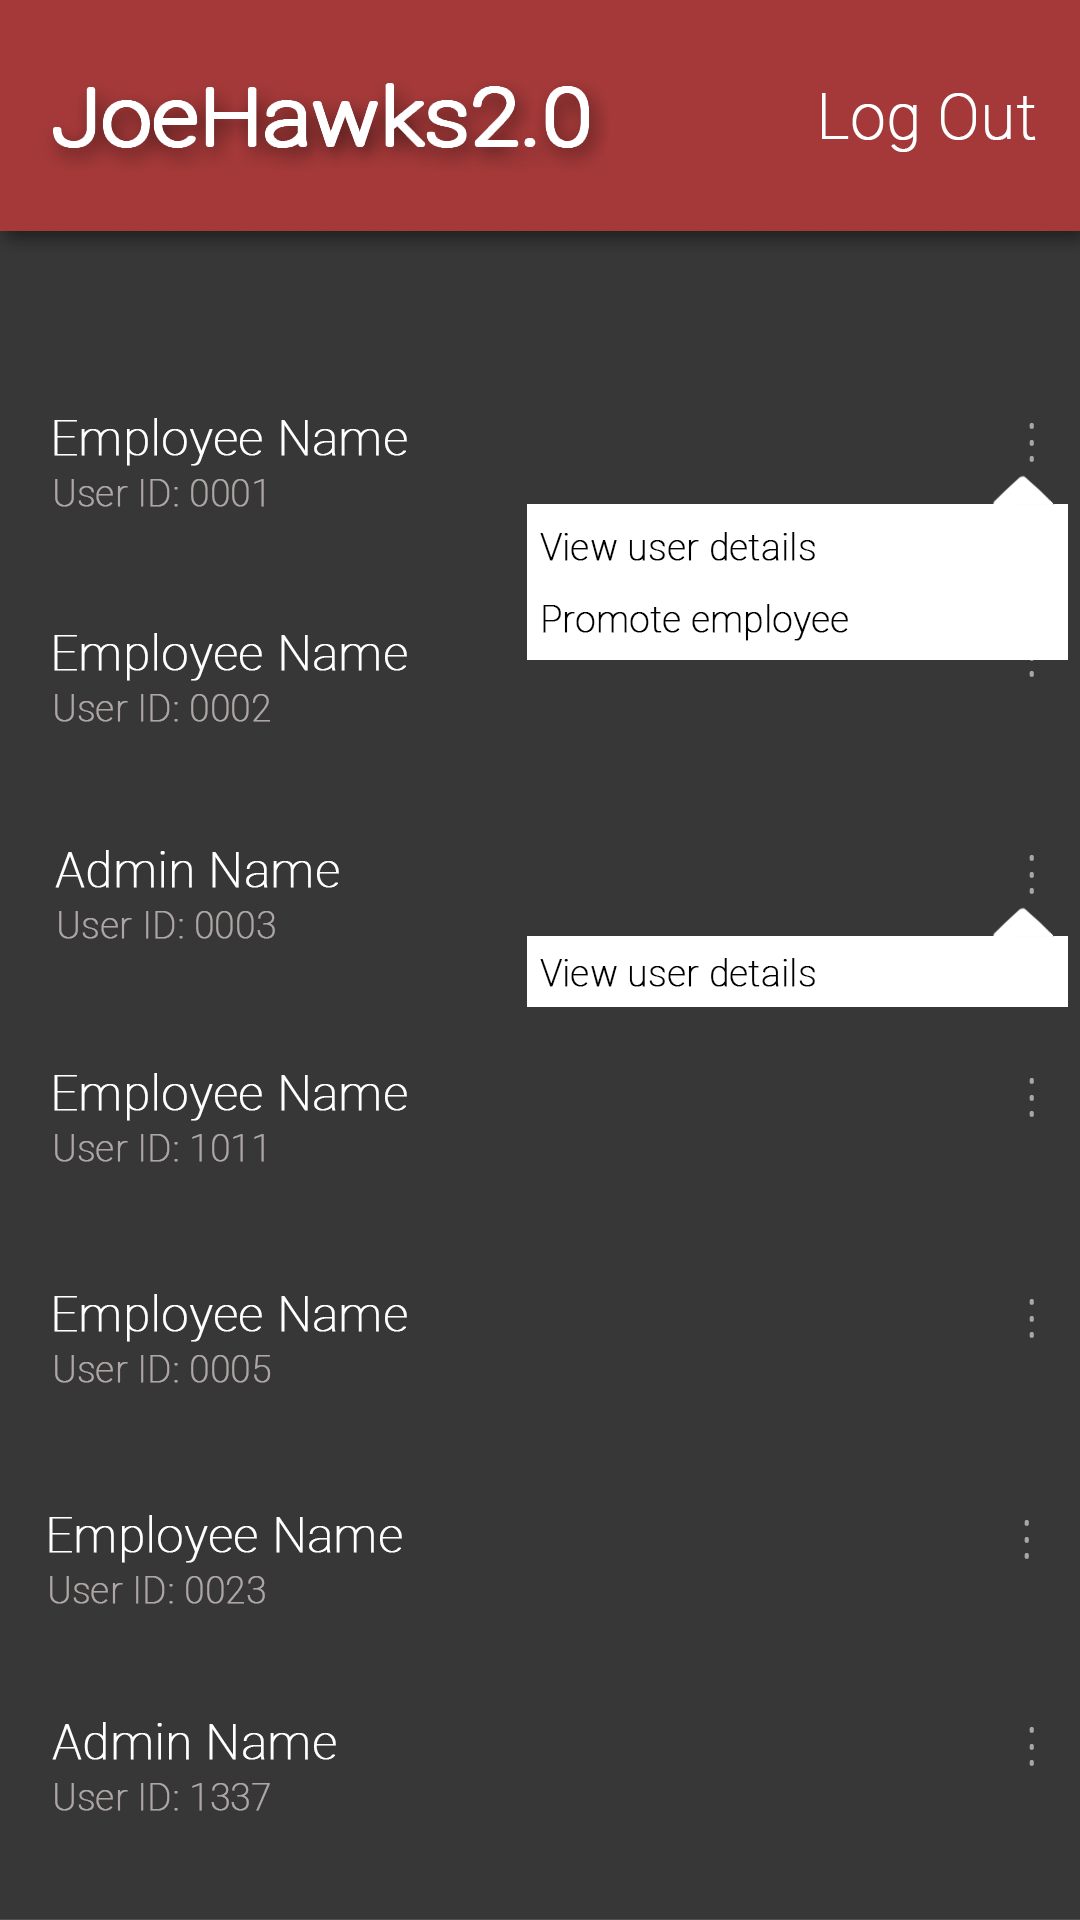 JoeHawks2.0
Log Out
Employee Name
User ID: 0001
View user details
Promote employee
Employee Name
User ID: 0002
Admin Name
User ID: 0003
View user details
Employee Name
User ID: 1011
Employee Name
User ID: 0005
Employee Name
User ID: 0023
Admin Name
User ID: 1337